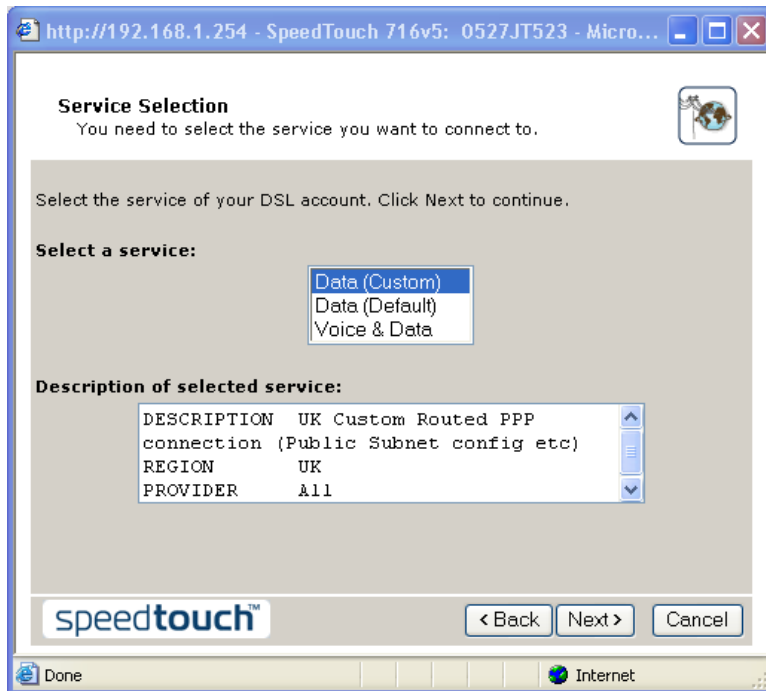 http://192.168.1.254 - SpeedTouch 716v5: 0527JT523 - Micro...
Service Selection
You need to select the service you want to connect to.
Select the service of your DSL account. Click Next to continue.
Select a service:
Data (Custom)
Data (Default)
Voice & Data
Description of selected service:
DESCRIPTION UK Custom Routed PPP
connection (Public Subnet config etc)
REGION UK
PROVIDER All
speedtouch™
< Back Next > Cancel
Done Internet